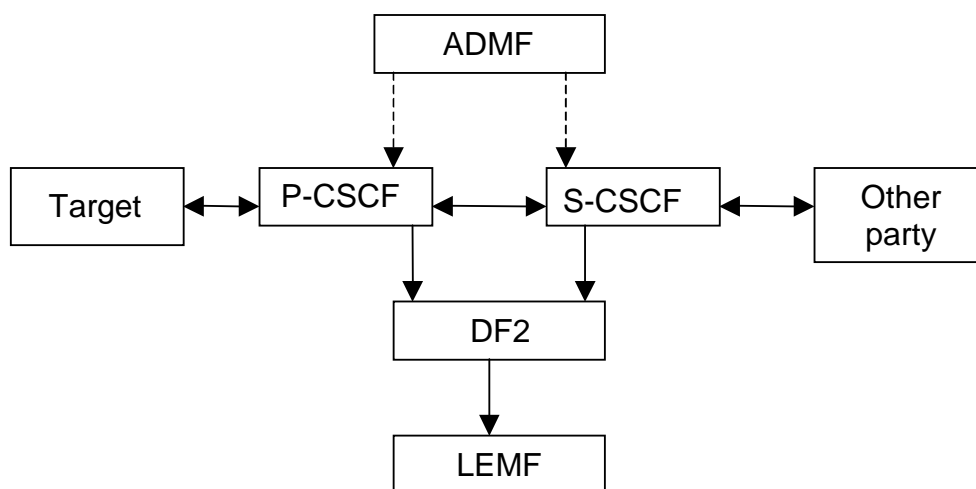 ADMF
Target
P-CSCF
S-CSCF
Other
party
DF2
LEMF